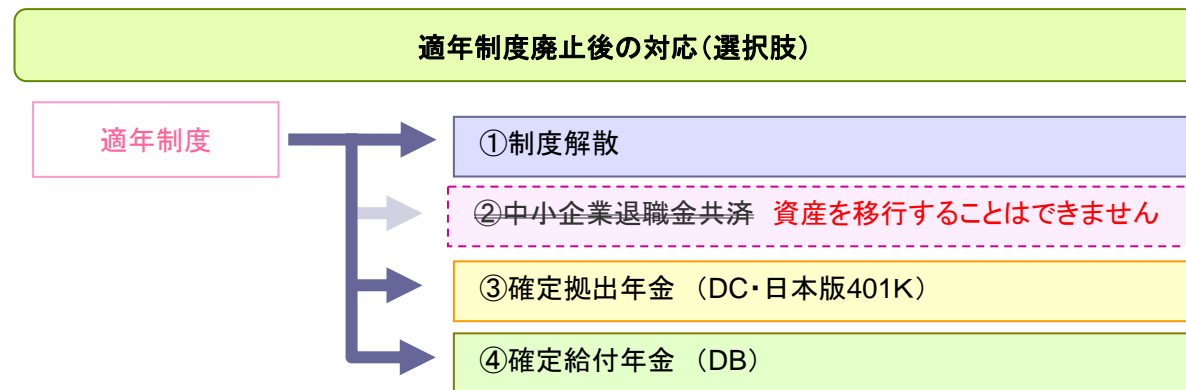 適年制度廃止後の対応(選択肢)
適年制度
①制度解散
②中小企業退職金共済 資産を移行することはできません
③確定拠出年金 (DC・日本版401K)
④確定給付年金 (DB)